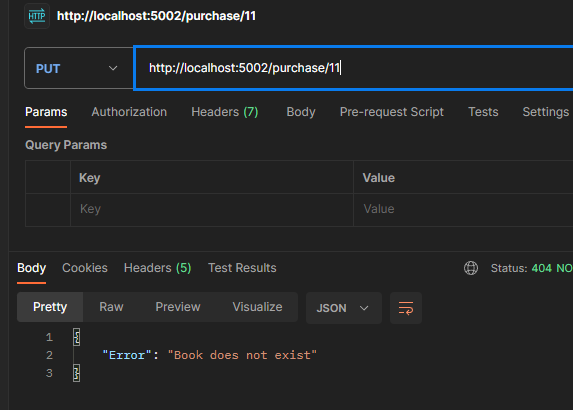 HTTP http://localhost:5002/purchase/11
PUT http://localhost:5002/purchase/11
Params Authorization Headers (7) Body Pre-request Script Tests Settings
Query Params
Key Value
Key Value
Body Cookies Headers (5) Test Results Status: 404 NO
Pretty Raw Preview Visualize JSON
1 {
2 "Error": "Book does not exist"
3 }